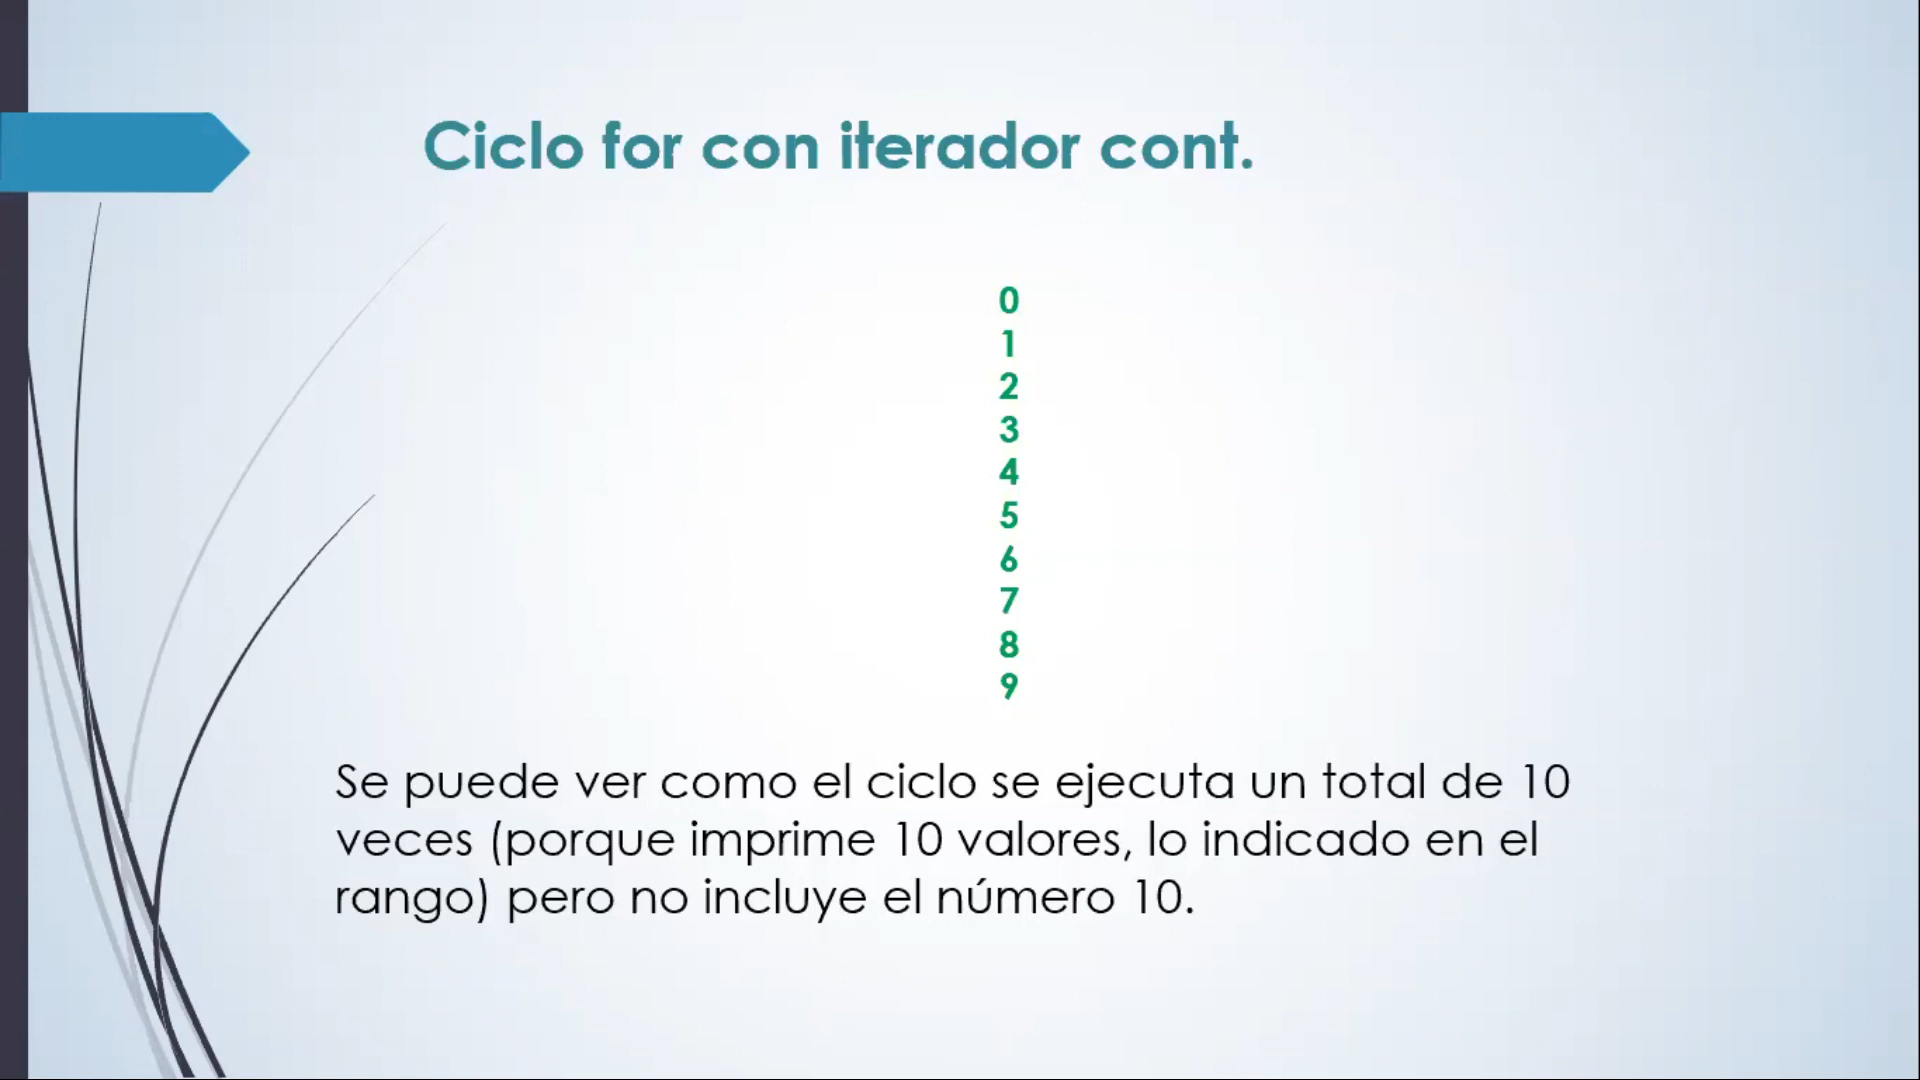 Ciclo for con iterador cont.
0
1
2
3
4
5
6
7
8
9
Se puede ver como el ciclo se ejecuta un total de 10
veces (porque imprime 10 valores, lo indicado en el
rango) pero no incluye el número 10.